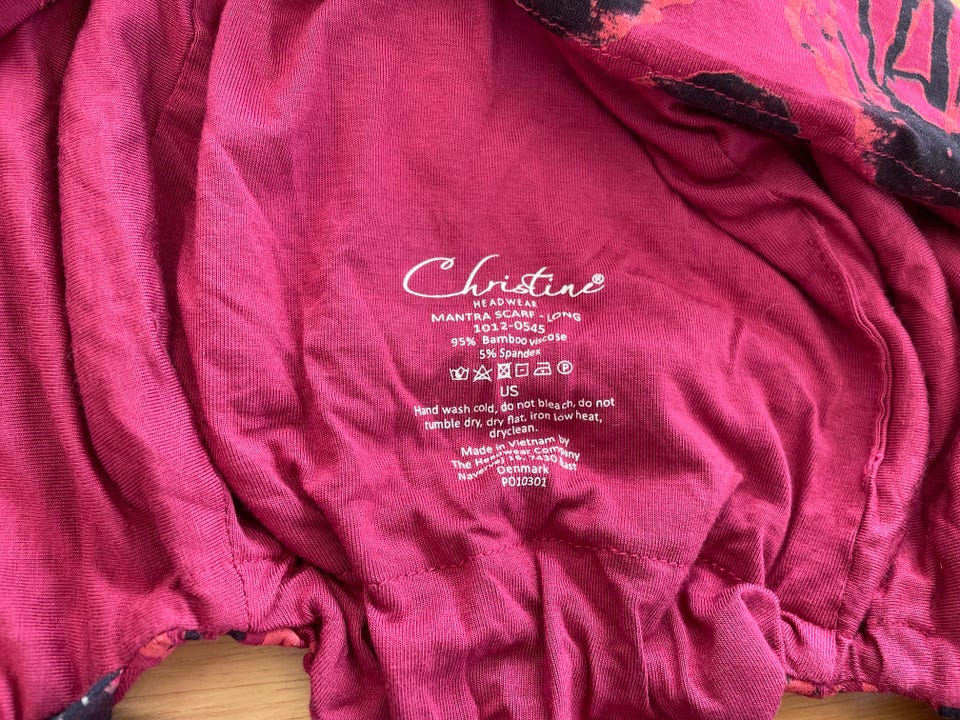 Christine®
HEADWEAR
MANTRA SCARF - LONG
1012-0545
95% Bamboo viscose
5% Spandex
P
US
Hand wash cold, do not bleach, do not
tumble dry, dry flat, iron low heat,
dryclean.
Made in Vietnam by
The Headwear Company
7430 East
Denmark
PO10301